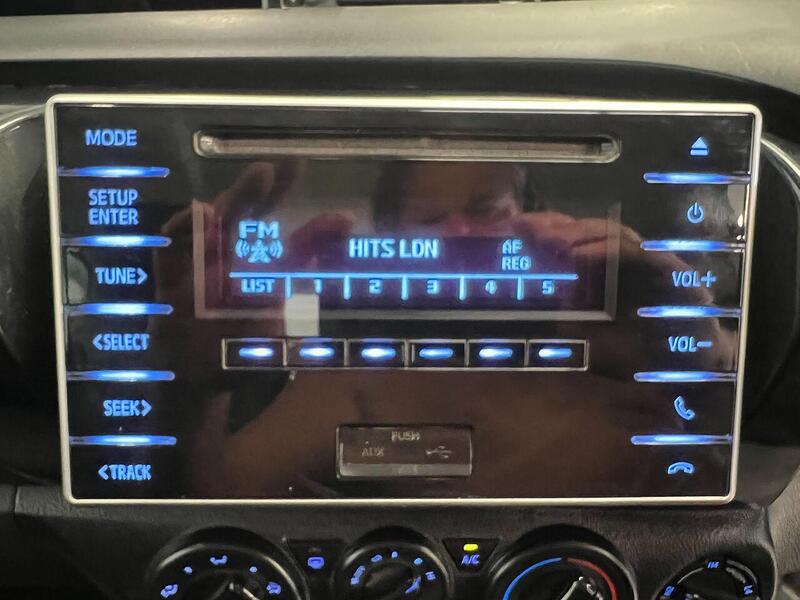 MODE
SETUP
ENTER
TUNE>
<SELECT
SEEK>
<TRACK
FM
HITS LDN
AF
REG
LIST 1 2 3 4 5
PUSH
AUX
VOL+
VOL-
A/C